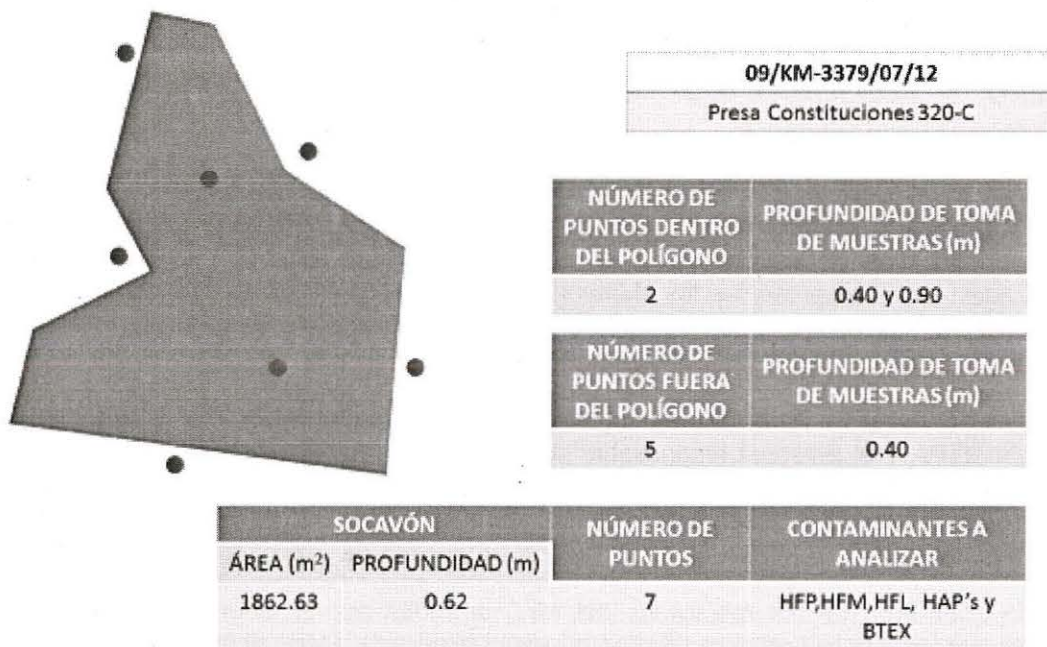 09/KM-3379/07/12
Presa Constituciones 320-C
NÚMERO DE
PUNTOS DENTRO
DEL POLÍGONO
PROFUNDIDAD DE TOMA
DE MUESTRAS (m)
2
0.40 y 0.90
NÚMERO DE
PUNTOS FUERA
DEL POLÍGONO
PROFUNDIDAD DE TOMA
DE MUESTRAS (m)
5
0.40
SOCAVÓN
NÚMERO DE
PUNTOS
CONTAMINANTES A
ANALIZAR
ÁREA (m²)
PROFUNDIDAD (m)
1862.63
0.62
7
HFP,HFM,HFL, HAP's y
BTEX